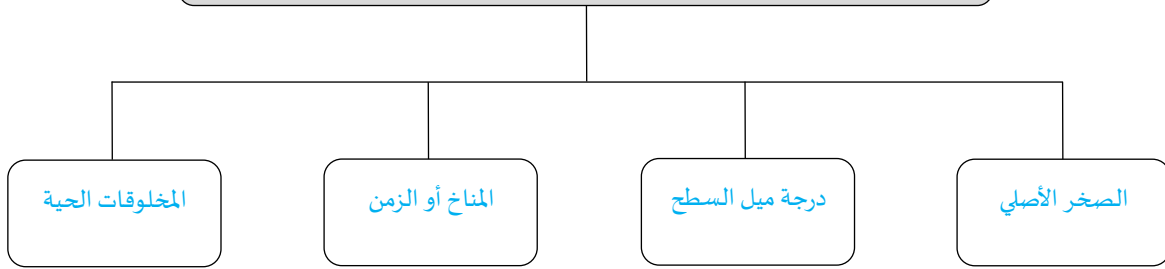 الصخر الأصلي
درجة ميل السطح
المناخ أو الزمن
المخلوقات الحية